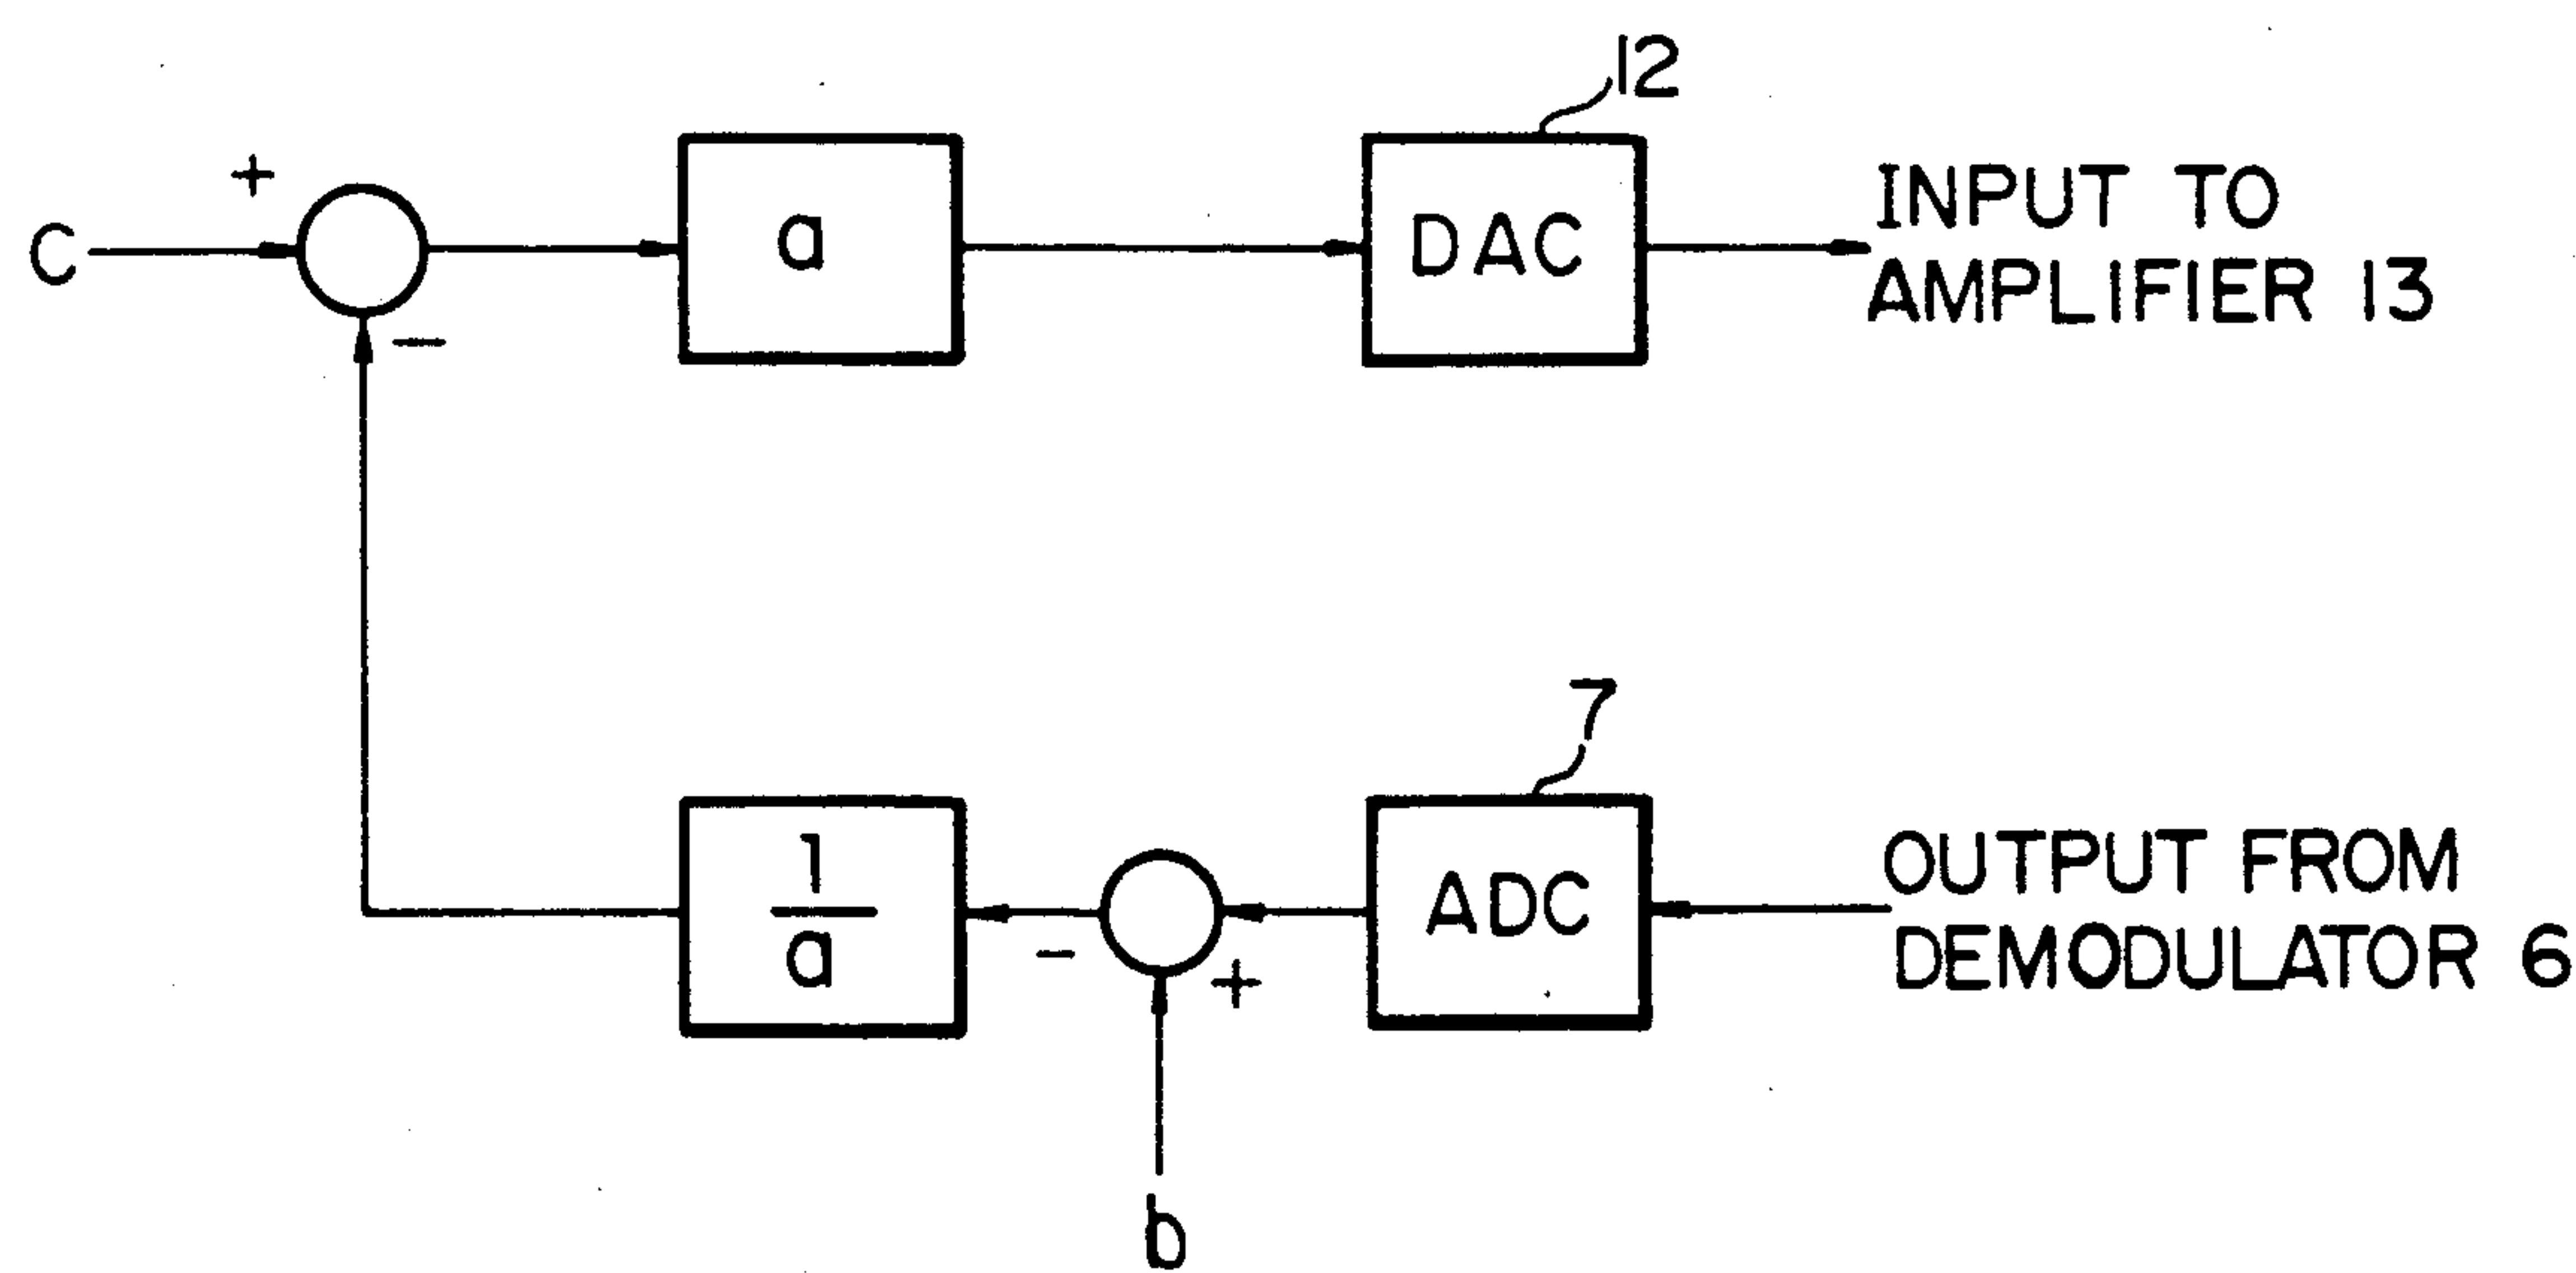 12
+
C
a
DAC
INPUT TO
AMPLIFIER 13
−
7
1
a
ADC
OUTPUT FROM
DEMODULATOR 6
−
+
b